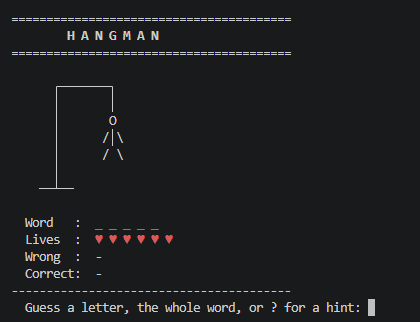 ========================================
H A N G M A N
========================================
O
/|\
/ \
Word   :  _ _ _ _ _
Lives  :  ♥ ♥ ♥ ♥ ♥ ♥
Wrong  :  -
Correct:  -
----------------------------------------
Guess a letter, the whole word, or ? for a hint: